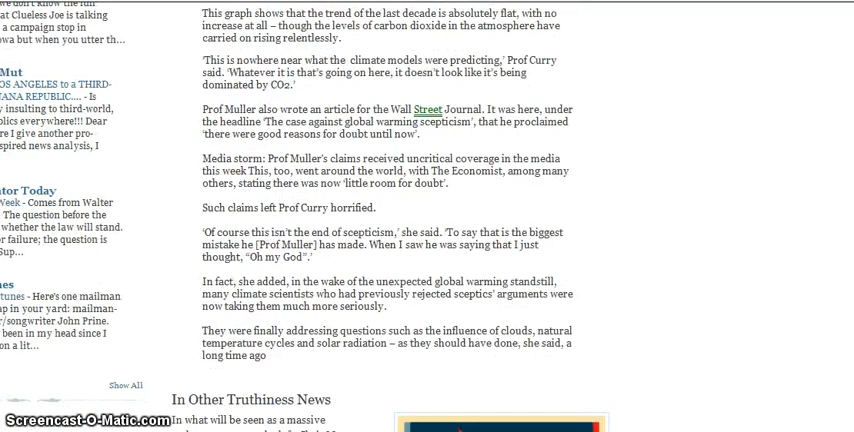 we don't know the full
at Clueless Joe is talking
a campaign stop in
owa but when you utter th...
Mut
OS ANGELES to a THIRD-
NANA REPUBLIC.... - Is
y insulting to third-world,
blics everywhere!!! Dear
re I give another pro-
spired news analysis, I
ator Today
Week - Comes from Walter
The question before the
whether the law will stand.
or failure; the question is
Sup...
nes
rtunes - Here's one mailman
ap in your yard: mailman-
r/songwriter John Prine.
been in my head since I
on a lit...
Show All
This graph shows that the trend of the last decade is absolutely flat, with no
increase at all – though the levels of carbon dioxide in the atmosphere have
carried on rising relentlessly.
'This is nowhere near what the climate models were predicting,' Prof Curry
said. 'Whatever it is that's going on here, it doesn't look like it's being
dominated by CO2.'
Prof Muller also wrote an article for the Wall Street Journal. It was here, under
the headline 'The case against global warming scepticism', that he proclaimed
'there were good reasons for doubt until now'.
Media storm: Prof Muller's claims received uncritical coverage in the media
this week This, too, went around the world, with The Economist, among many
others, stating there was now 'little room for doubt'.
Such claims left Prof Curry horrified.
'Of course this isn't the end of scepticism,' she said. 'To say that is the biggest
mistake he [Prof Muller] has made. When I saw he was saying that I just
thought, "Oh my God".'
In fact, she added, in the wake of the unexpected global warming standstill,
many climate scientists who had previously rejected sceptics' arguments were
now taking them much more seriously.
They were finally addressing questions such as the influence of clouds, natural
temperature cycles and solar radiation – as they should have done, she said, a
long time ago
In Other Truthiness News
In what will be seen as a massive
Screencast-O-Matic.com